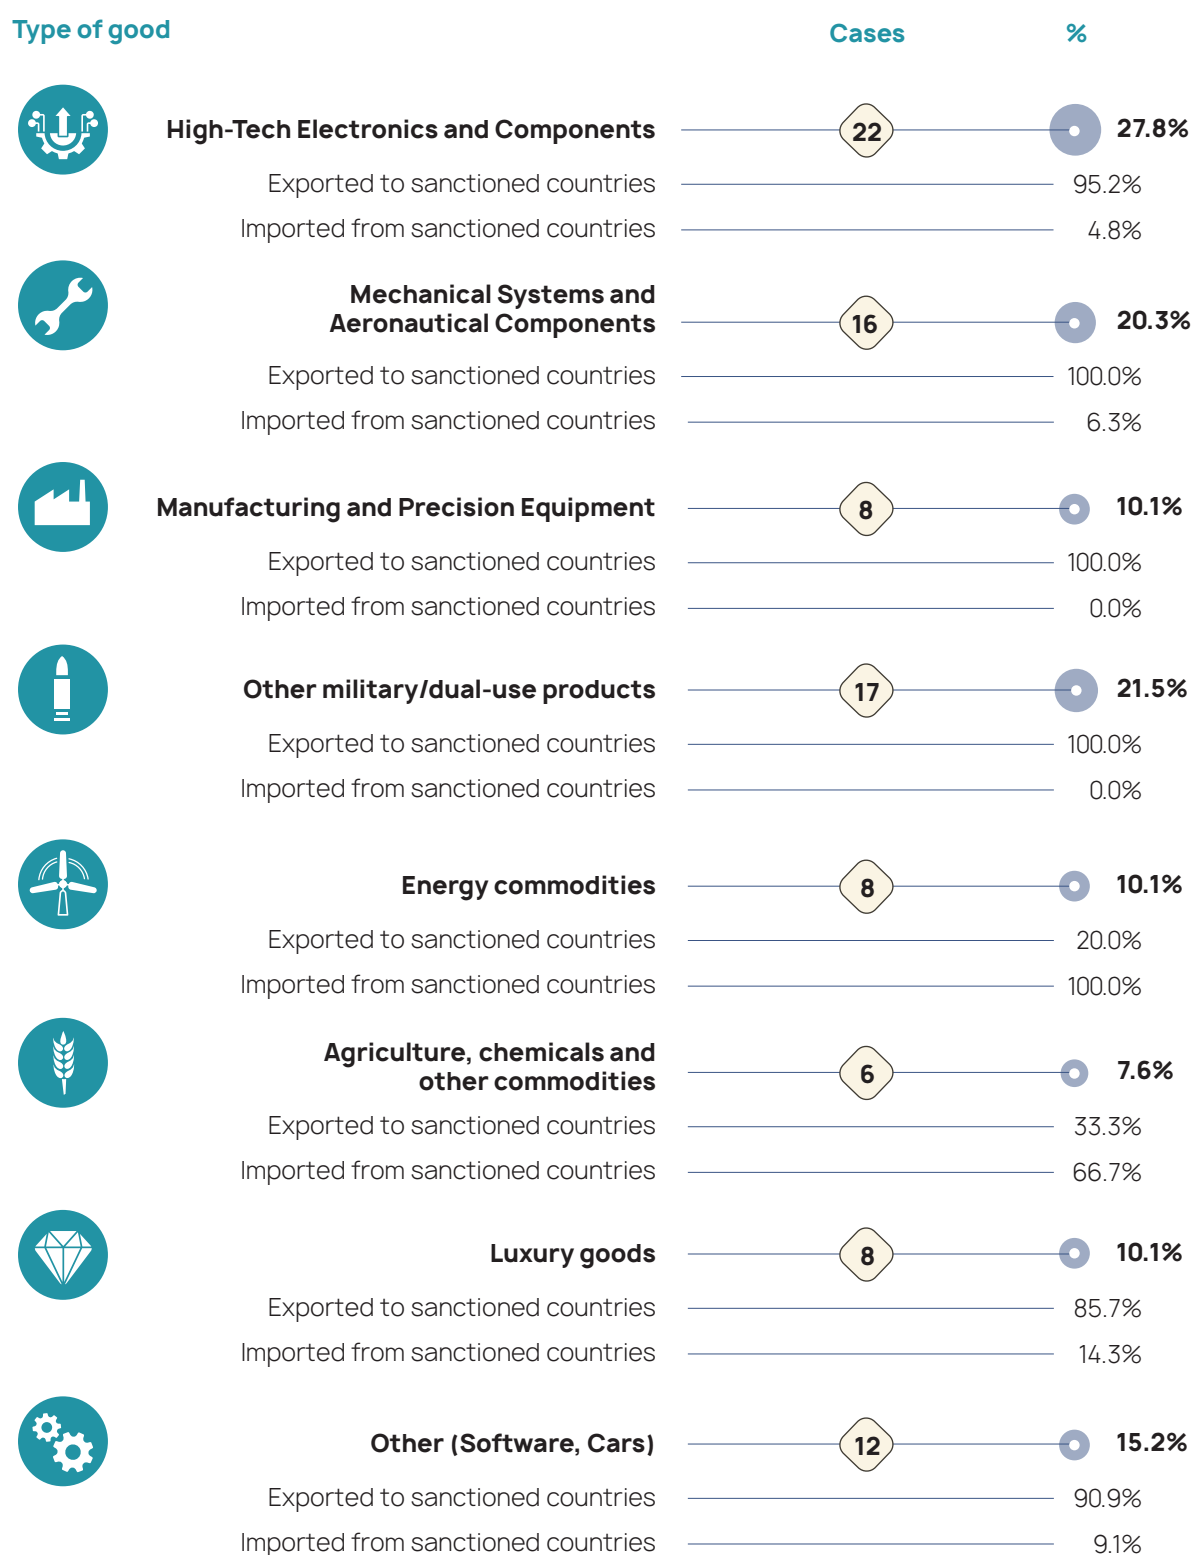 Type of good Cases %
High-Tech Electronics and Components 22 27.8%
Exported to sanctioned countries 95.2%
Imported from sanctioned countries 4.8%
Mechanical Systems and
Aeronautical Components 16 20.3%
Exported to sanctioned countries 100.0%
Imported from sanctioned countries 6.3%
Manufacturing and Precision Equipment 8 10.1%
Exported to sanctioned countries 100.0%
Imported from sanctioned countries 0.0%
Other military/dual-use products 17 21.5%
Exported to sanctioned countries 100.0%
Imported from sanctioned countries 0.0%
Energy commodities 8 10.1%
Exported to sanctioned countries 20.0%
Imported from sanctioned countries 100.0%
Agriculture, chemicals and
other commodities 6 7.6%
Exported to sanctioned countries 33.3%
Imported from sanctioned countries 66.7%
Luxury goods 8 10.1%
Exported to sanctioned countries 85.7%
Imported from sanctioned countries 14.3%
Other (Software, Cars) 12 15.2%
Exported to sanctioned countries 90.9%
Imported from sanctioned countries 9.1%